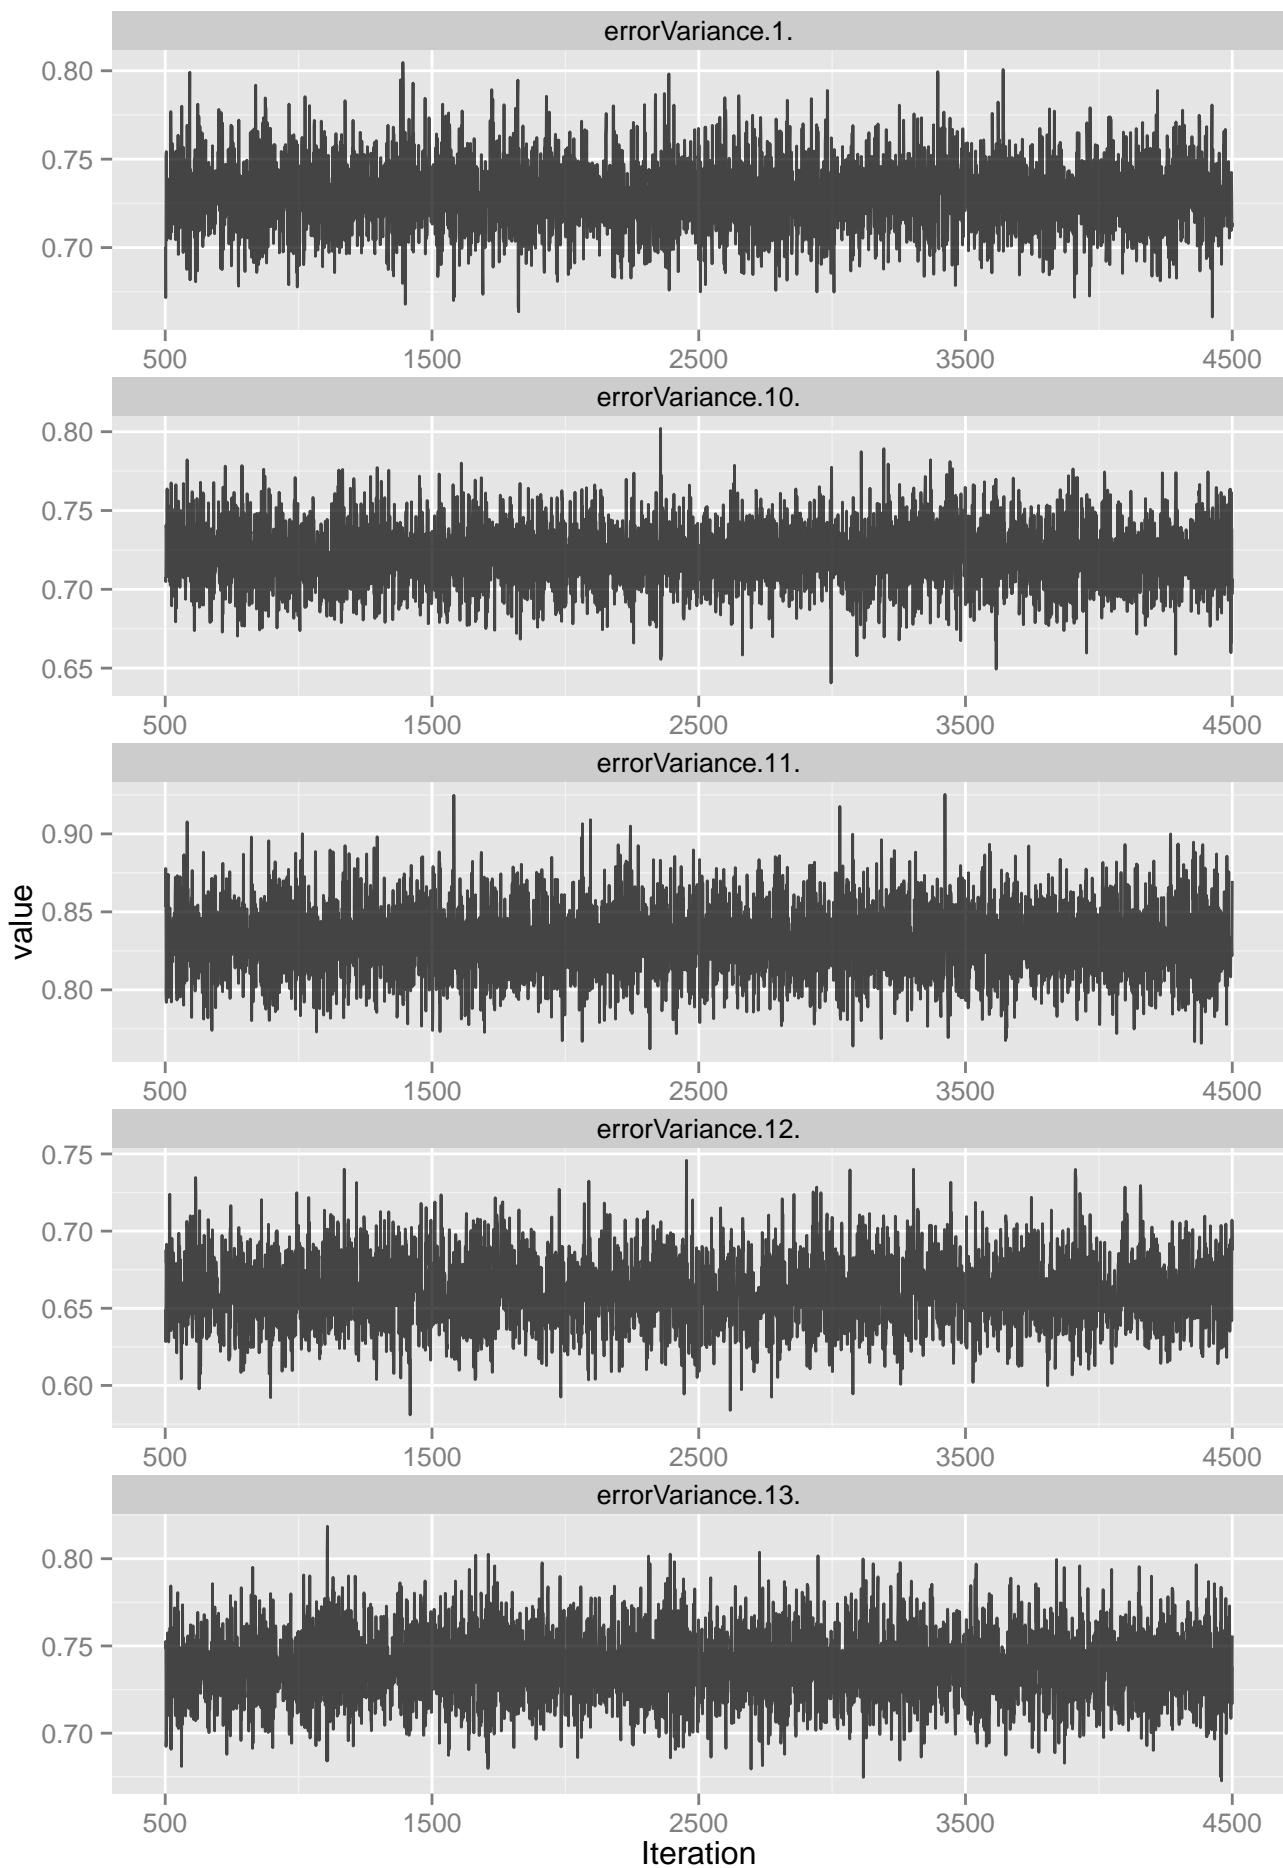 errorVariance.1.
0.80
0.75
0.70
500 1500 2500 3500 4500
errorVariance.10.
0.80
0.75
0.70
0.65
500 1500 2500 3500 4500
errorVariance.11.
0.90
0.85
0.80
500 1500 2500 3500 4500
value
errorVariance.12.
0.75
0.70
0.65
0.60
500 1500 2500 3500 4500
errorVariance.13.
0.80
0.75
0.70
500 1500 2500 3500 4500
Iteration